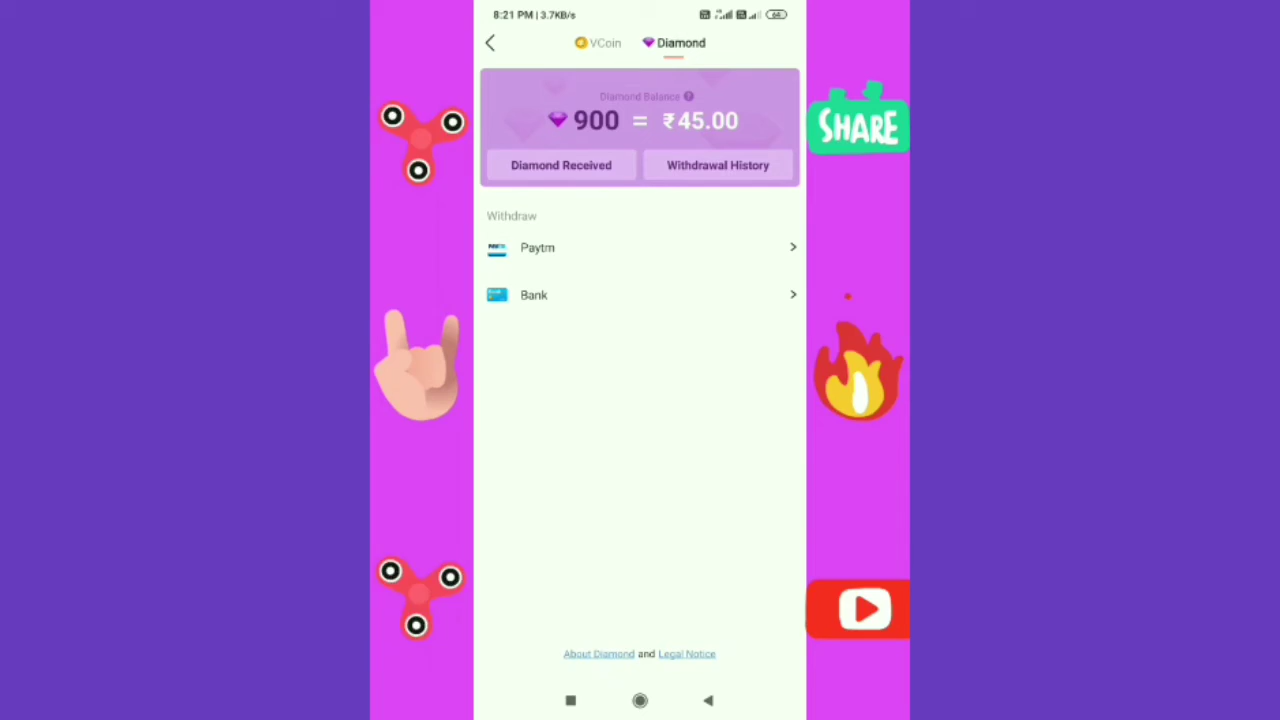 8:21 PM | 3.7KB/s
64
VCoin
Diamond
Diamond Balance ?
900 = ₹45.00
Diamond Received
Withdrawal History
SHARE
Withdraw
Paytm
Bank
About Diamond and Legal Notice